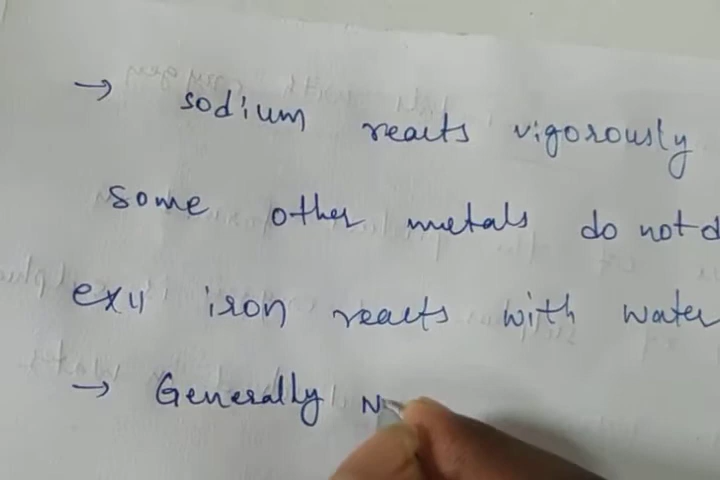 → sodium reacts vigorously
some other metals do not d
ex:| iron reacts with water
→ Generally N